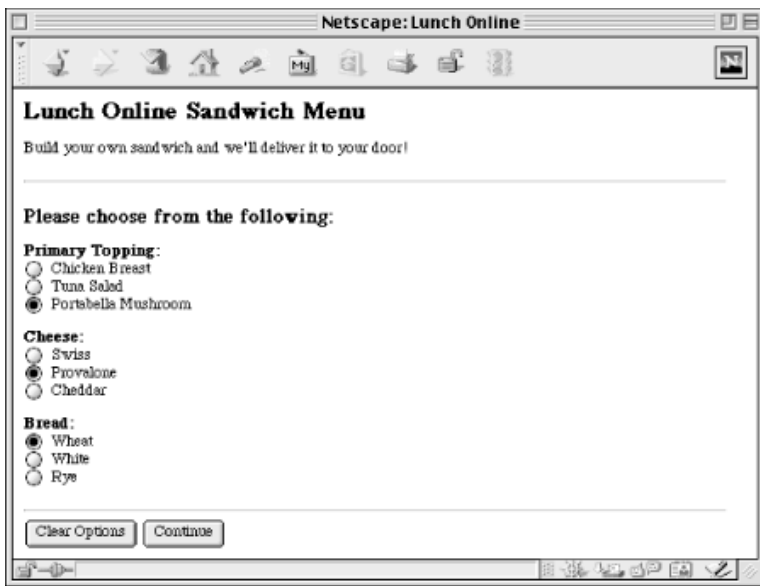 Netscape: Lunch Online
My
N
Lunch Online Sandwich Menu
Build your own sandwich and we'll deliver it to your door!
Please choose from the following:
Primary Topping:
Chicken Breast
Tuna Salad
Portabella Mushroom
Cheese:
Swiss
Provalone
Cheddar
Bread:
Wheat
White
Rye
Clear Options Continue